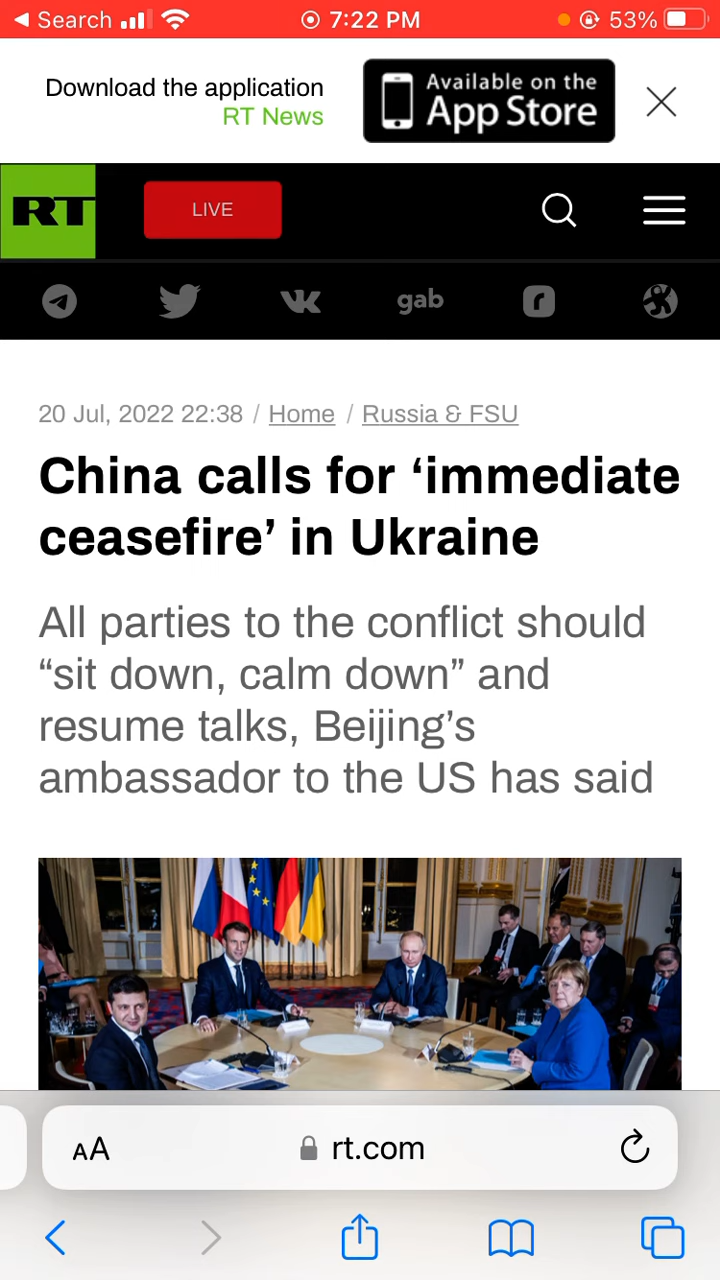 Search 7:22 PM 53%
Download the application
RT News
Available on the
App Store
RT LIVE
gab
20 Jul, 2022 22:38 / Home / Russia & FSU
China calls for ‘immediate
ceasefire’ in Ukraine
All parties to the conflict should
“sit down, calm down” and
resume talks, Beijing’s
ambassador to the US has said
AA rt.com